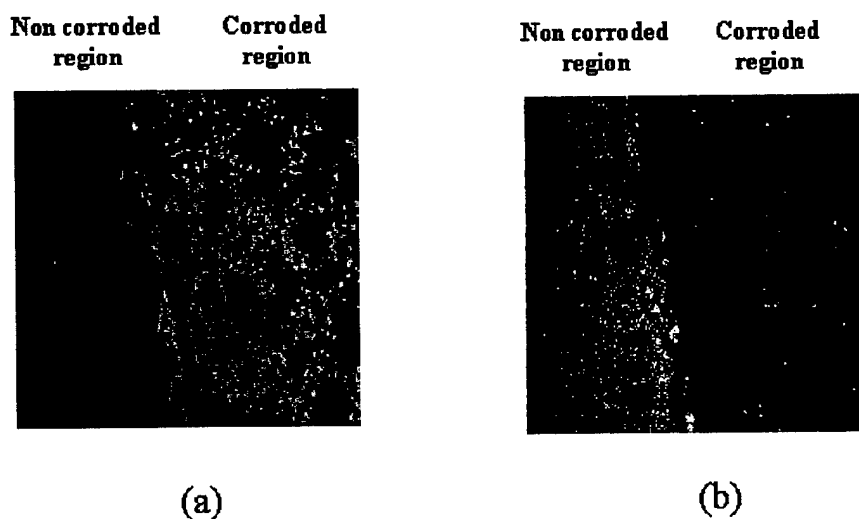 Non corroded
region
Corroded
region
Non corroded
region
Corroded
region
(a)
(b)